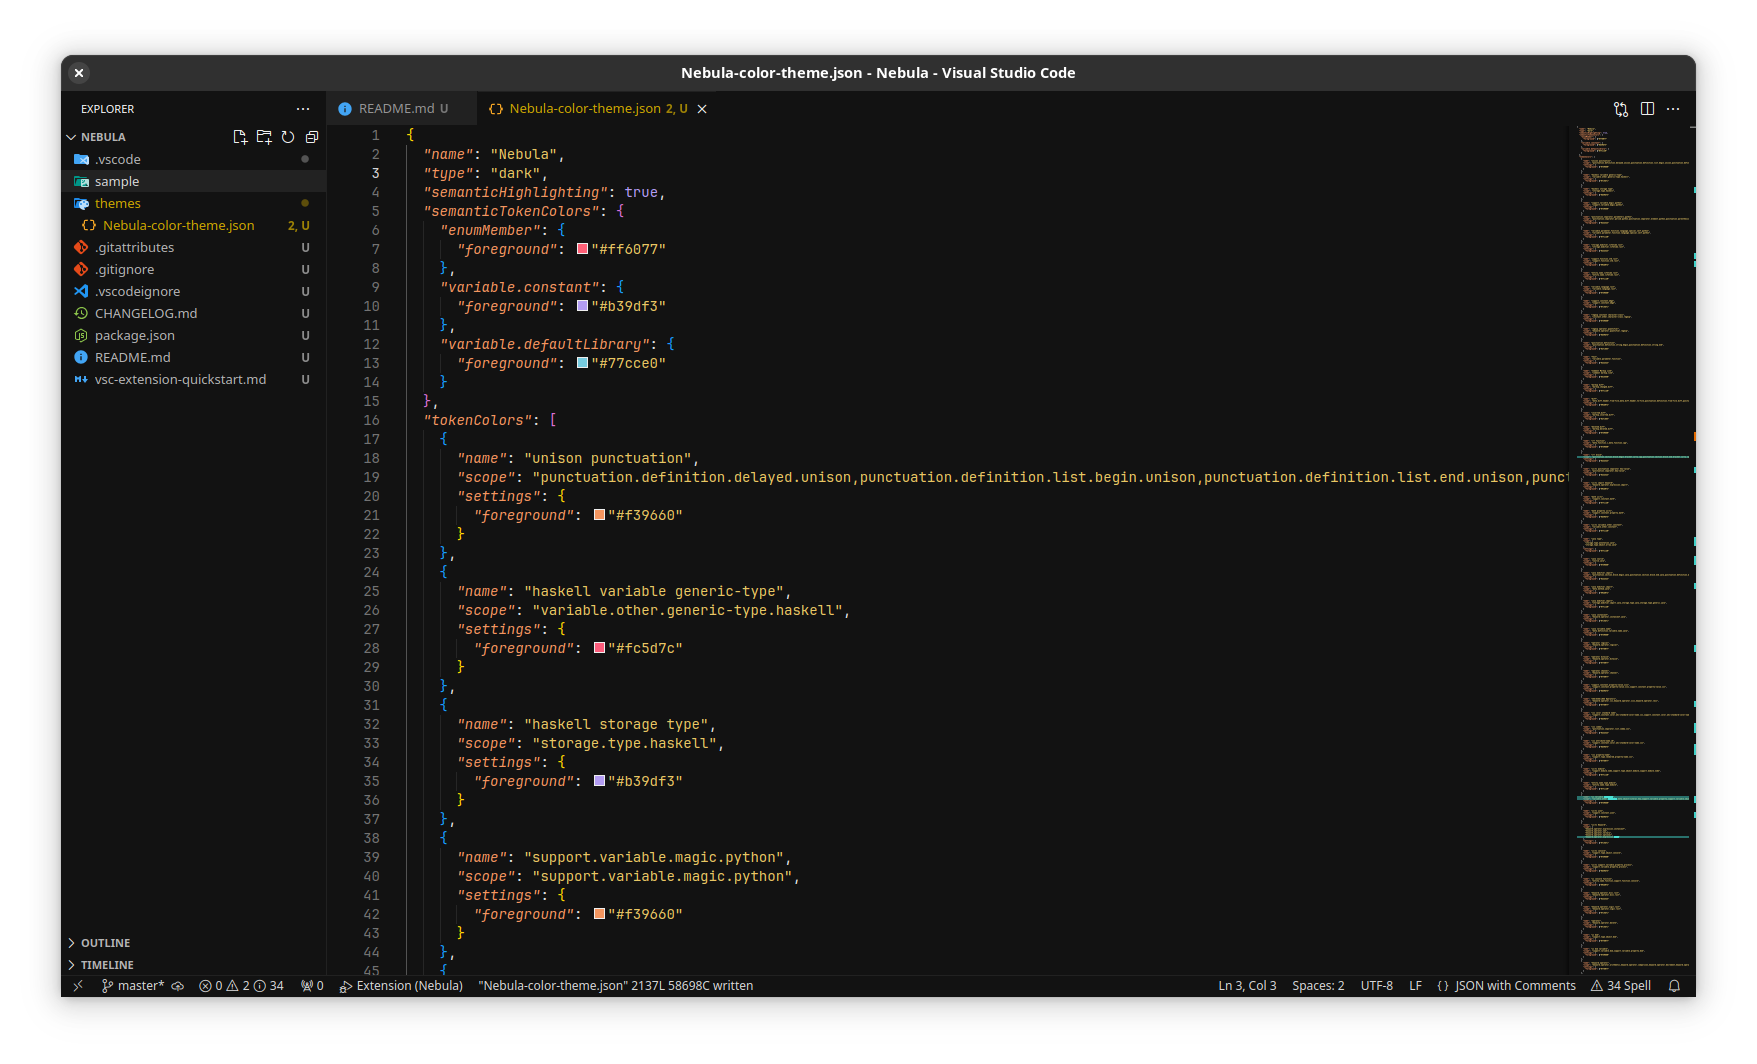 Nebula-color-theme.json - Nebula - Visual Studio Code
EXPLORER
README.md U
Nebula-color-theme.json 2, U
NEBULA
.vscode
sample
themes
Nebula-color-theme.json 2, U
.gitattributes U
.gitignore U
.vscodeignore U
CHANGELOG.md U
package.json U
README.md U
vsc-extension-quickstart.md U
OUTLINE
TIMELINE
1 {
2 "name": "Nebula",
3 "type": "dark",
4 "semanticHighlighting": true,
5 "semanticTokenColors": {
6 "enumMember": {
7 "foreground": "#ff6077"
8 },
9 "variable.constant": {
10 "foreground": "#b39df3"
11 },
12 "variable.defaultLibrary": {
13 "foreground": "#77cce0"
14 }
15 },
16 "tokenColors": [
17 {
18 "name": "unison punctuation",
19 "scope": "punctuation.definition.delayed.unison,punctuation.definition.list.begin.unison,punctuation.definition.list.end.unison,punct
20 "settings": {
21 "foreground": "#f39660"
22 }
23 },
24 {
25 "name": "haskell variable generic-type",
26 "scope": "variable.other.generic-type.haskell",
27 "settings": {
28 "foreground": "#fc5d7c"
29 }
30 },
31 {
32 "name": "haskell storage type",
33 "scope": "storage.type.haskell",
34 "settings": {
35 "foreground": "#b39df3"
36 }
37 },
38 {
39 "name": "support.variable.magic.python",
40 "scope": "support.variable.magic.python",
41 "settings": {
42 "foreground": "#f39660"
43 }
44 },
45 {
master* 0 2 34 0 Extension (Nebula) "Nebula-color-theme.json" 2137L 58698C written Ln 3, Col 3 Spaces: 2 UTF-8 LF {} JSON with Comments 34 Spell